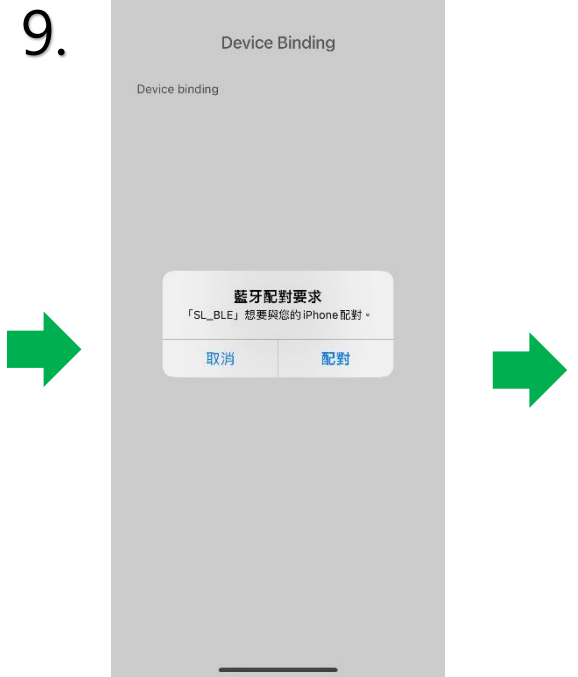 9.
Device Binding
Device binding
藍牙配對要求
「SL_BLE」想要與您的 iPhone 配對。
取消
配對